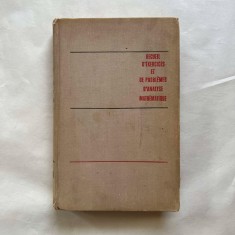 RECUEIL
D'EXERCICES
ET
DE PROBLÈMES
D'ANALYSE
MATHÉMATIQUE